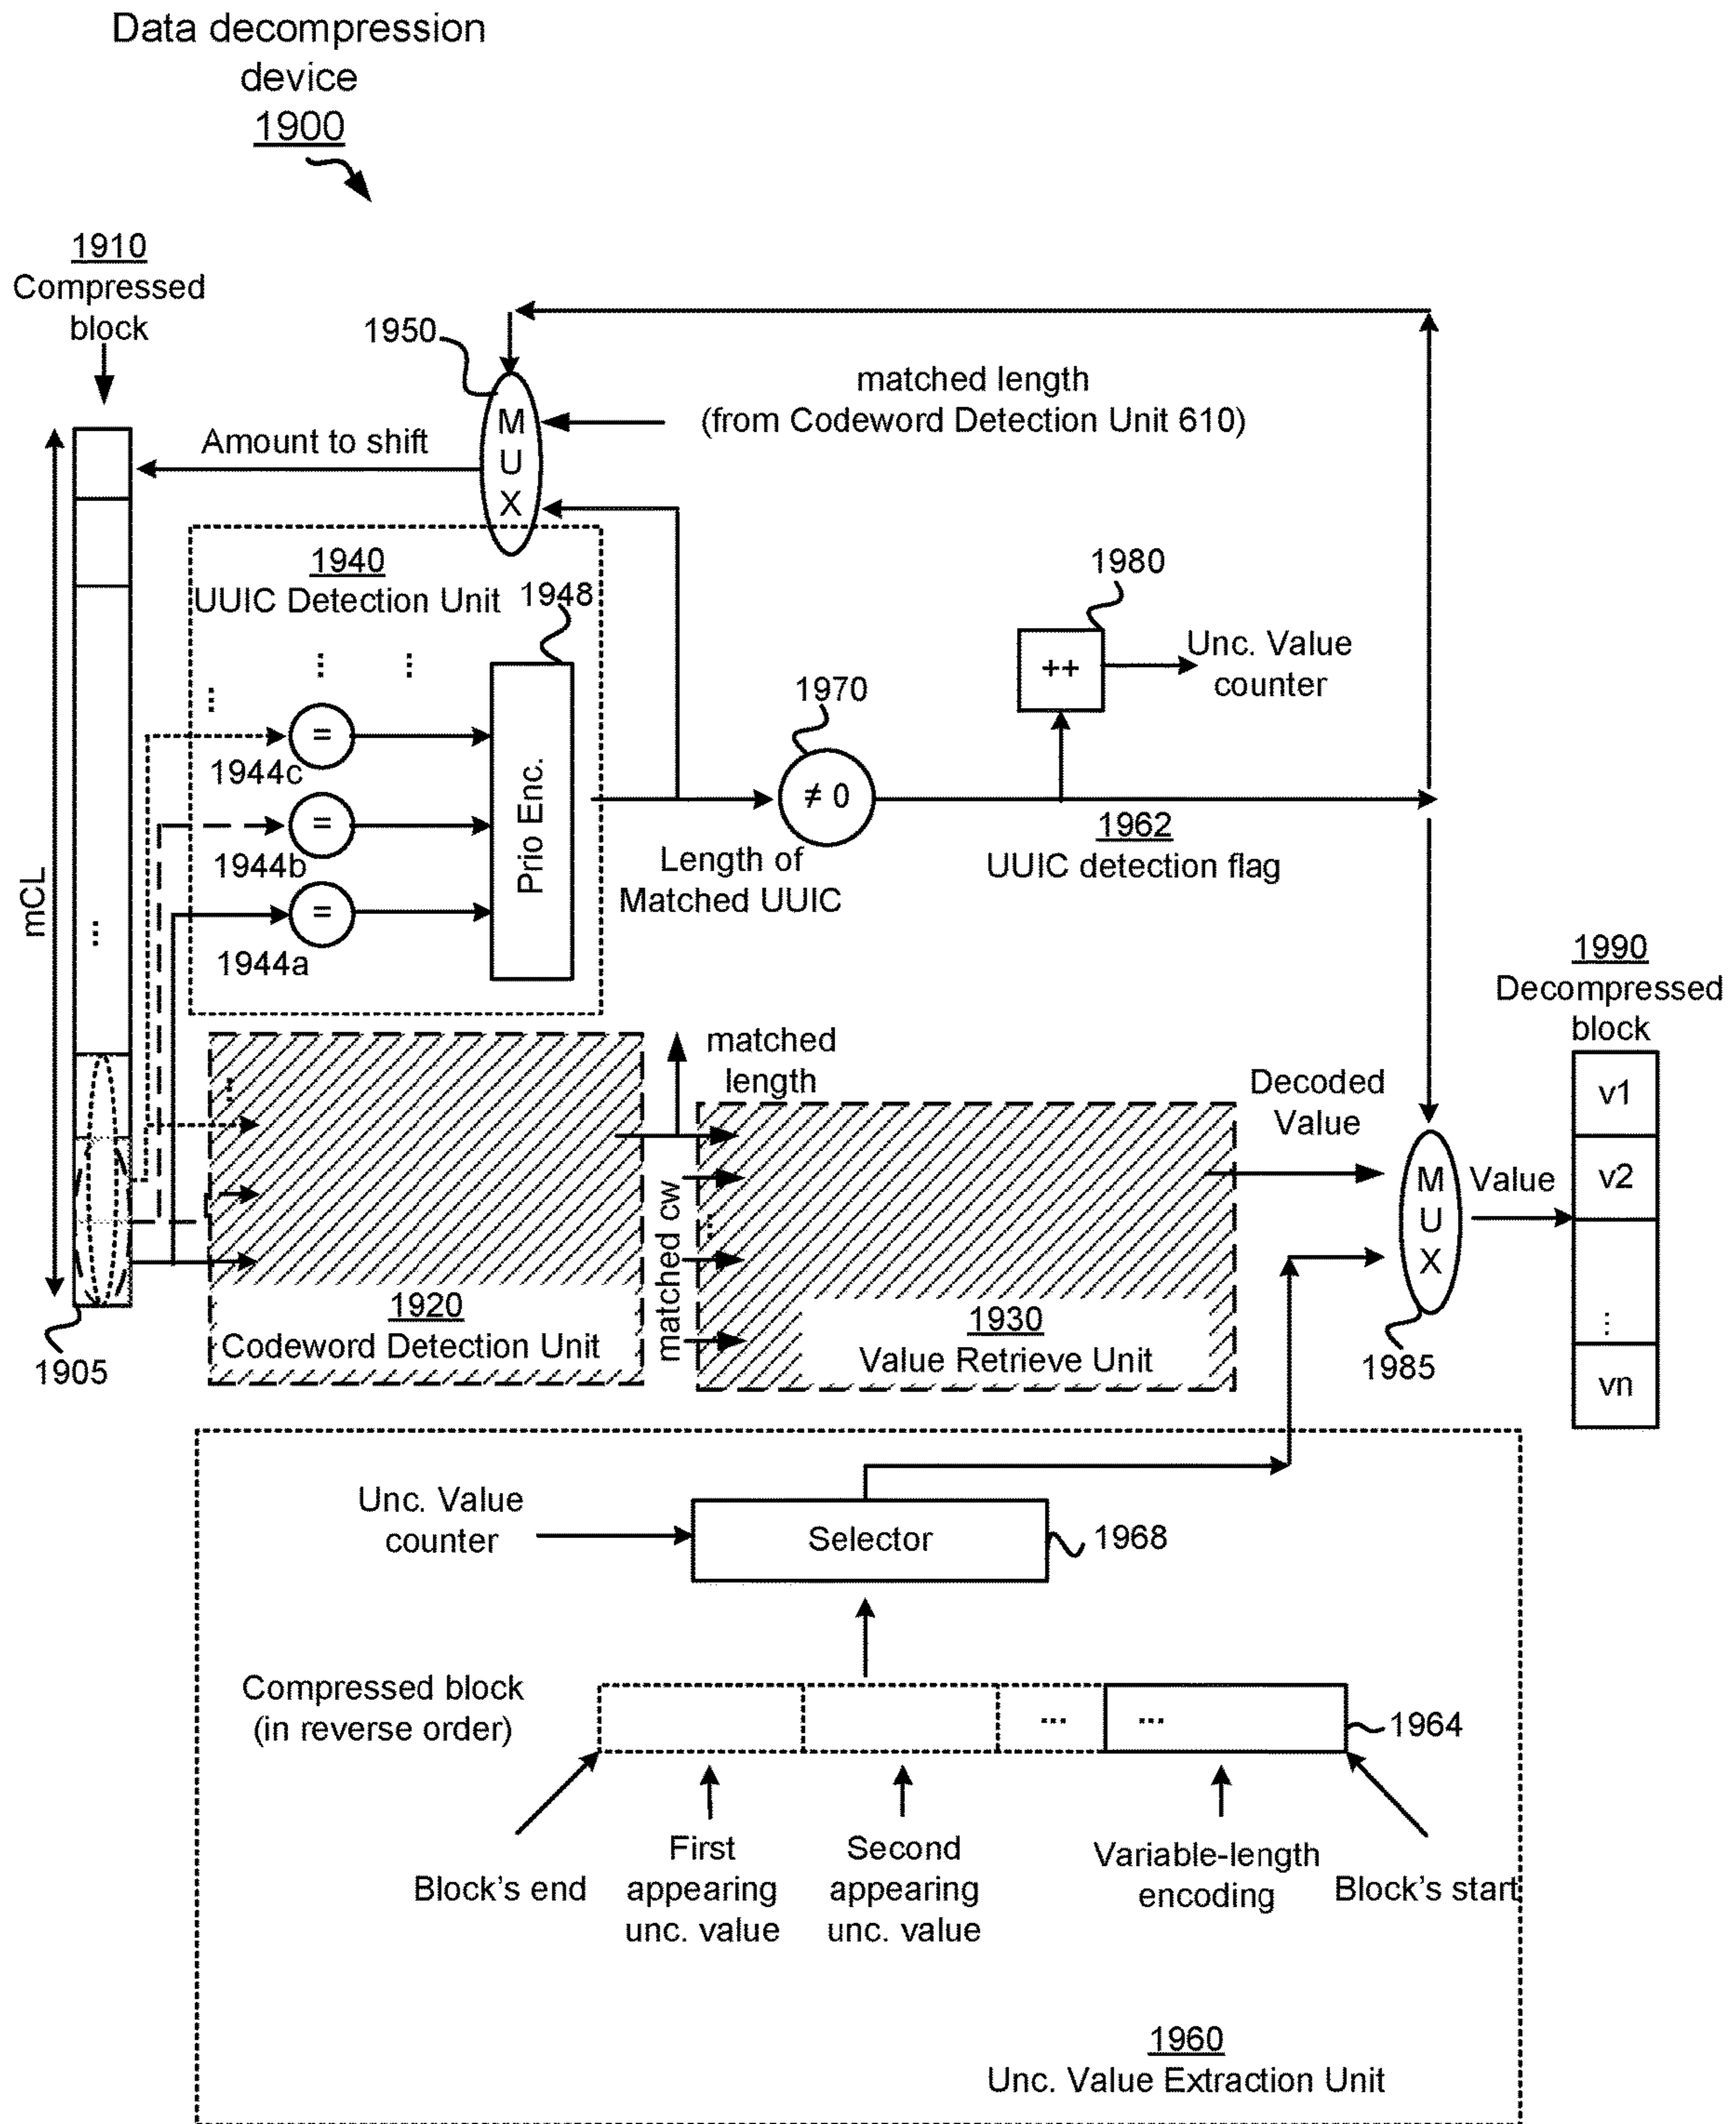 Data decompression
device
1900
1910
Compressed
block
1950
M
U
X
matched length
(from Codeword Detection Unit 610)
Amount to shift
1940
UUIC Detection Unit
1948
...
...
...
=
1944c
=
1944b
=
1944a
Prio Enc.
mCL
...
1980
++
Unc. Value
counter
1970
≠ 0
Length of
Matched UUIC
1962
UUIC detection flag
1990
Decompressed
block
v1
v2
...
vn
matched
length
Decoded
Value
M
U
X
Value
1985
...
matched cw
...
1920
Codeword Detection Unit
1930
Value Retrieve Unit
1905
Unc. Value
counter
Selector
1968
Compressed block
(in reverse order)
...
...
1964
Block's end
First
appearing
unc. value
Second
appearing
unc. value
Variable-length
encoding
Block's start
1960
Unc. Value Extraction Unit